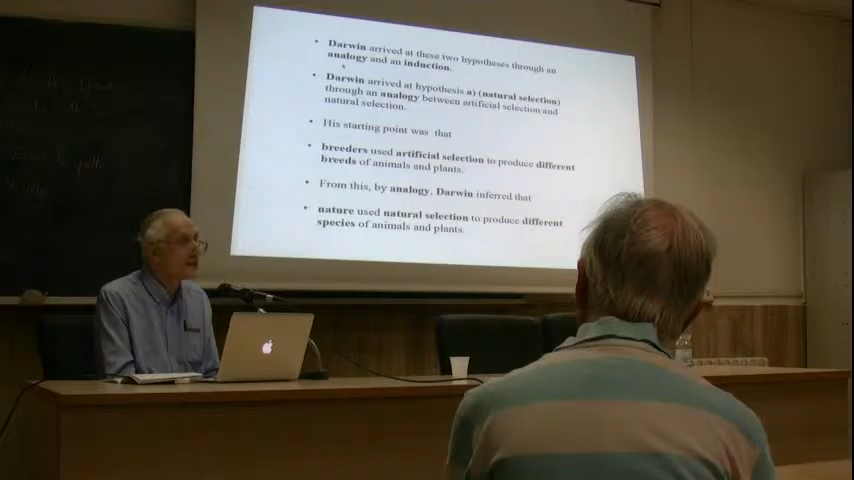 • Darwin arrived at these two hypotheses through an
analogy and an induction.
• Darwin arrived at hypothesis a) (natural selection)
through an analogy between artificial selection and
natural selection.
• His starting point was that
• breeders used artificial selection to produce different
breeds of animals and plants.
• From this, by analogy, Darwin inferred that
• nature used natural selection to produce different
species of animals and plants.